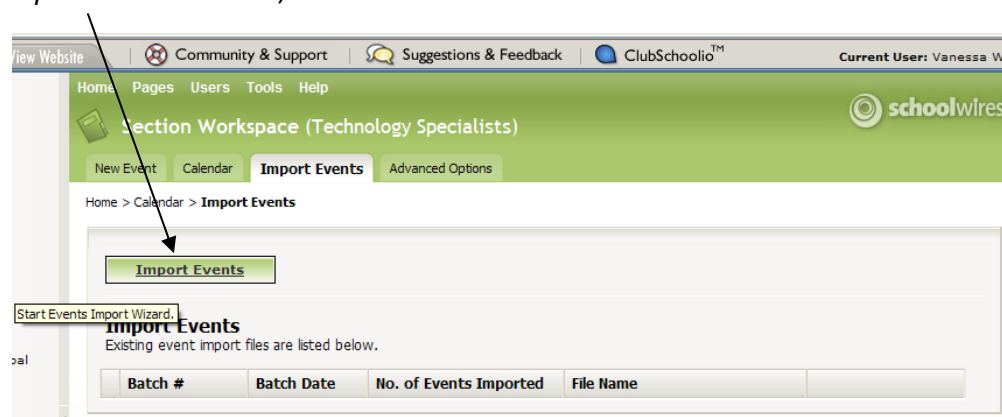 View Website Community & Support Suggestions & Feedback ClubSchoolio™ Current User: Vanessa W
Home Pages Users Tools Help
schoolwires
Section Workspace (Technology Specialists)
New Event Calendar Import Events Advanced Options
Home > Calendar > Import Events
Import Events
Start Events Import Wizard.
Import Events
Existing event import files are listed below.
Batch # Batch Date No. of Events Imported File Name